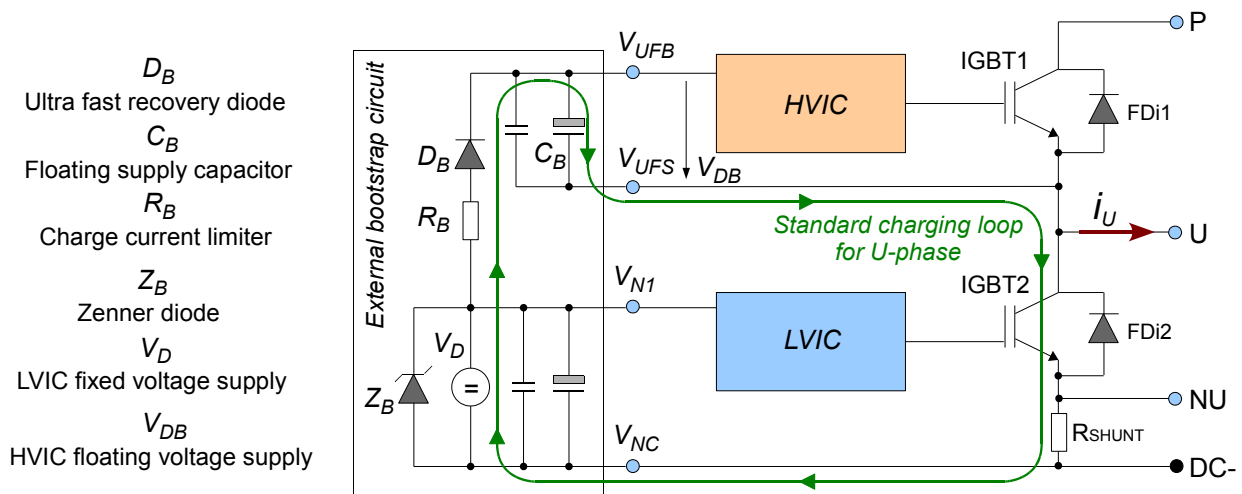 D_B
Ultra fast recovery diode
C_B
Floating supply capacitor
R_B
Charge current limiter
Z_B
Zenner diode
V_D
LVIC fixed voltage supply
V_DB
HVIC floating voltage supply
External bootstrap circuit
D_B
R_B
C_B
Z_B
V_D
=
V_UFB
V_UFS
V_DB
V_N1
V_NC
HVIC
LVIC
Standard charging loop
for U-phase
IGBT1
FDi1
i_U
IGBT2
FDi2
RSHUNT
P
U
NU
DC-